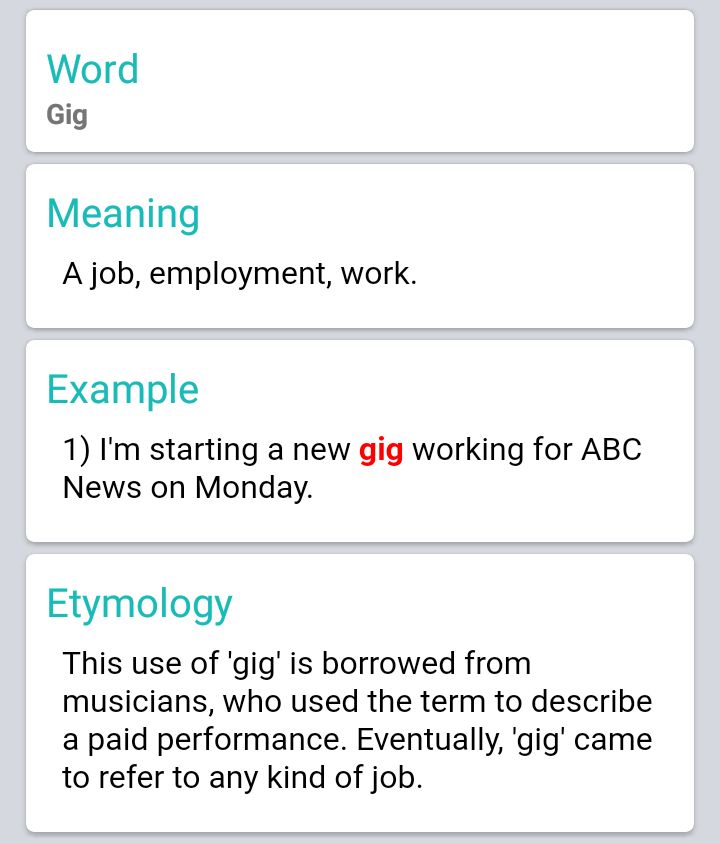 Word
Gig
Meaning
A job, employment, work.
Example
1) I'm starting a new gig working for ABC
News on Monday.
Etymology
This use of 'gig' is borrowed from
musicians, who used the term to describe
a paid performance. Eventually, 'gig' came
to refer to any kind of job.